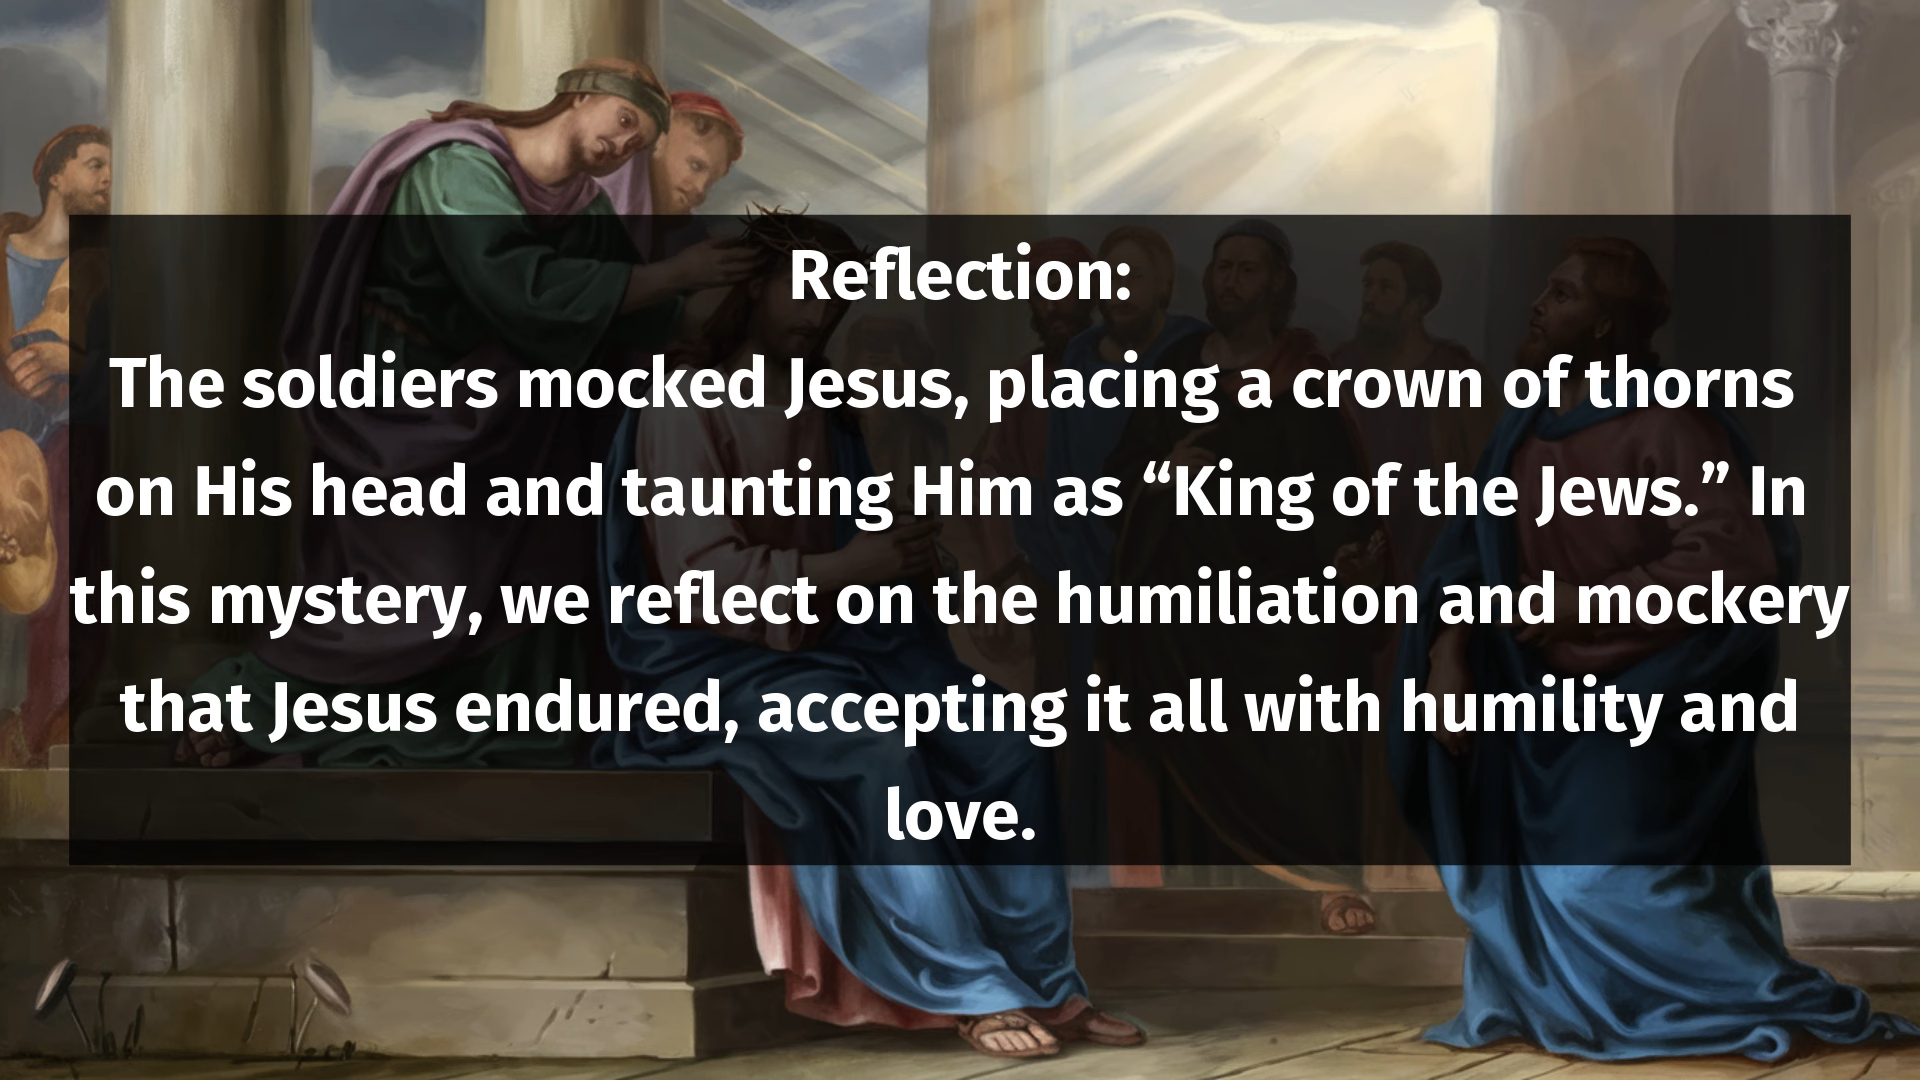 Reflection:
The soldiers mocked Jesus, placing a crown of thorns
on His head and taunting Him as “King of the Jews.” In
this mystery, we reflect on the humiliation and mockery
that Jesus endured, accepting it all with humility and
love.